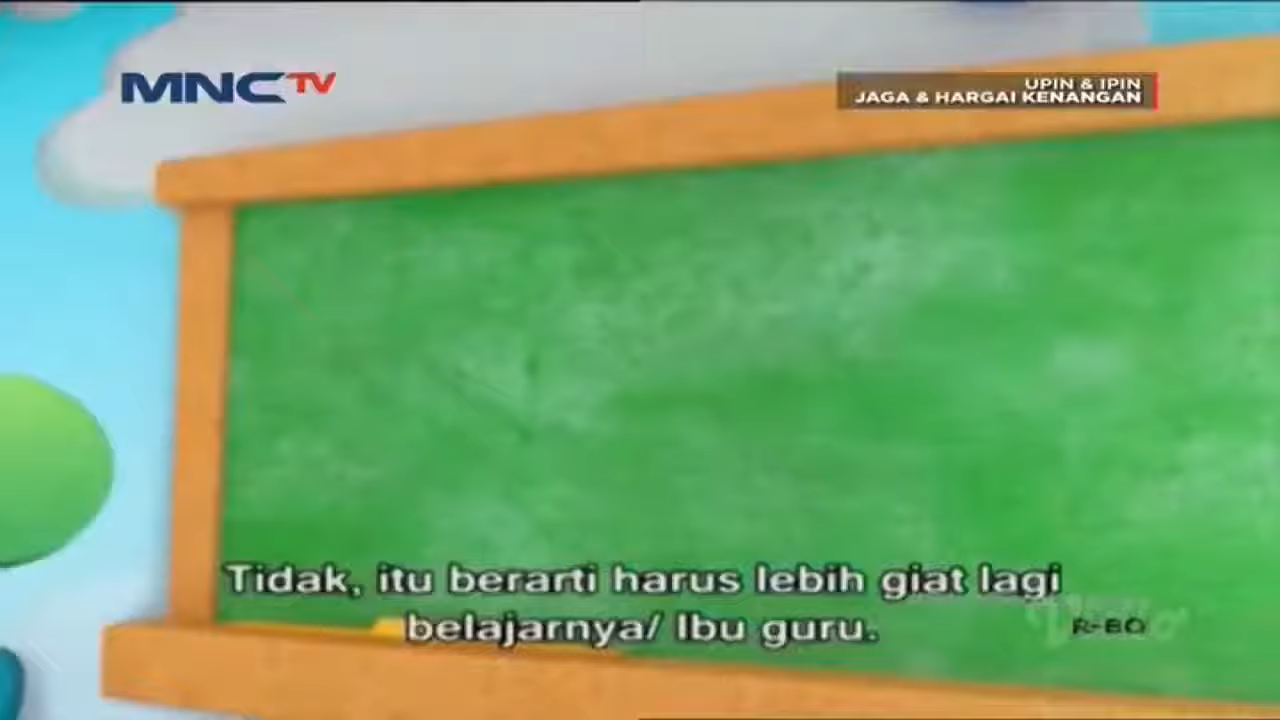 MNCTV
UPIN & IPIN
JAGA & HARGAI KENANGAN
Tidak, itu berarti harus lebih giat lagi
belajarnya/ Ibu guru.
R-BO